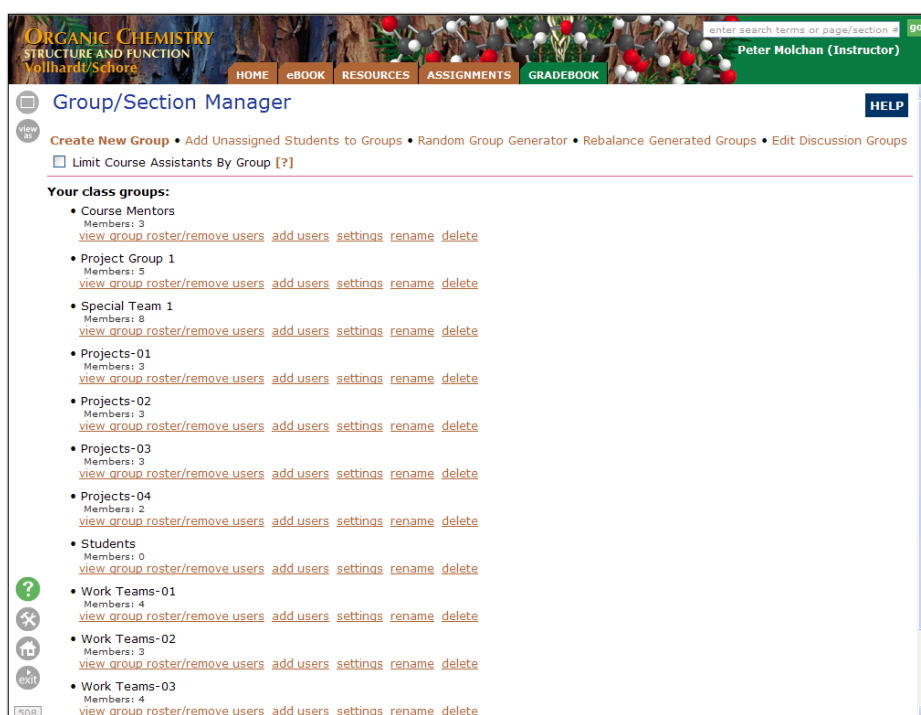 ORGANIC CHEMISTRY
STRUCTURE AND FUNCTION
Vollhardt/Schore
enter search terms or page/section #
go
Peter Molchan (Instructor)
HOME eBOOK RESOURCES ASSIGNMENTS GRADEBOOK
Group/Section Manager
HELP
view as
Create New Group • Add Unassigned Students to Groups • Random Group Generator • Rebalance Generated Groups • Edit Discussion Groups
Limit Course Assistants By Group [?]
Your class groups:
• Course Mentors
Members: 3
view group roster/remove users add users settings rename delete
• Project Group 1
Members: 5
view group roster/remove users add users settings rename delete
• Special Team 1
Members: 8
view group roster/remove users add users settings rename delete
• Projects-01
Members: 3
view group roster/remove users add users settings rename delete
• Projects-02
Members: 3
view group roster/remove users add users settings rename delete
• Projects-03
Members: 3
view group roster/remove users add users settings rename delete
• Projects-04
Members: 2
view group roster/remove users add users settings rename delete
• Students
Members: 0
view group roster/remove users add users settings rename delete
?
• Work Teams-01
Members: 4
view group roster/remove users add users settings rename delete
• Work Teams-02
Members: 3
view group roster/remove users add users settings rename delete
exit
• Work Teams-03
Members: 4
view group roster/remove users add users settings rename delete
508